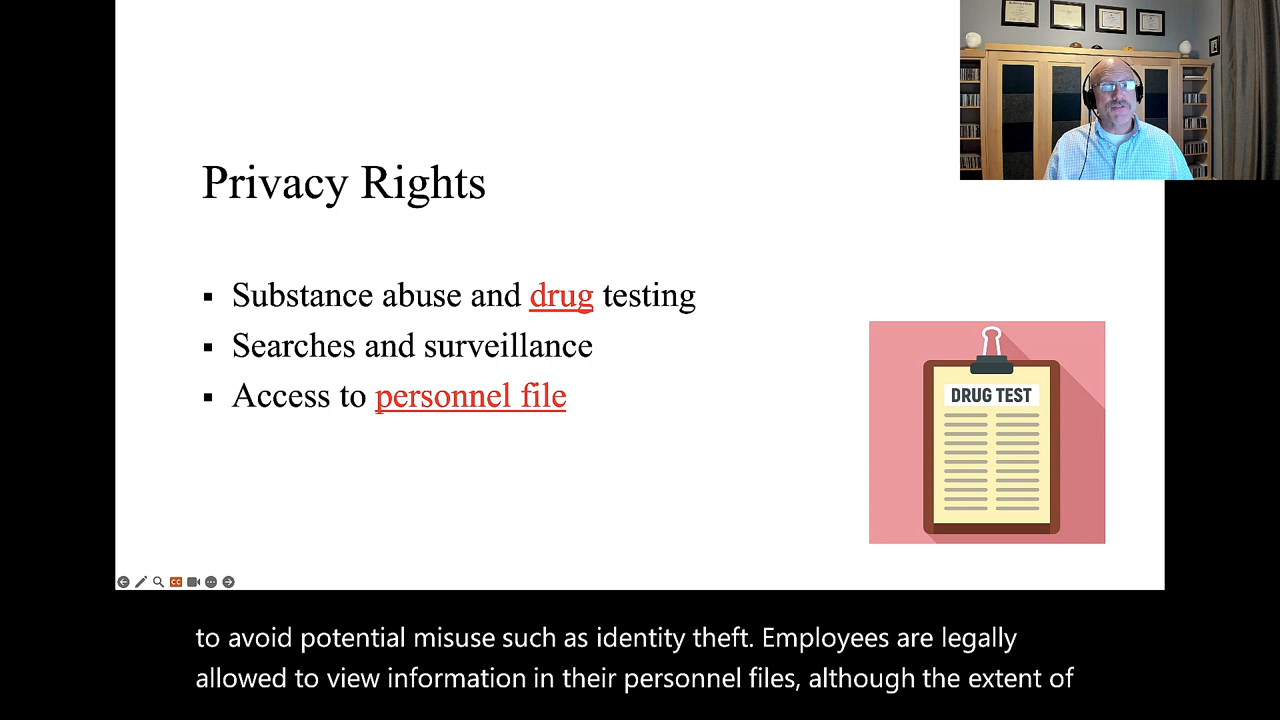 Privacy Rights
▪ Substance abuse and drug testing
▪ Searches and surveillance
▪ Access to personnel file
DRUG TEST
CC
to avoid potential misuse such as identity theft. Employees are legally
allowed to view information in their personnel files, although the extent of